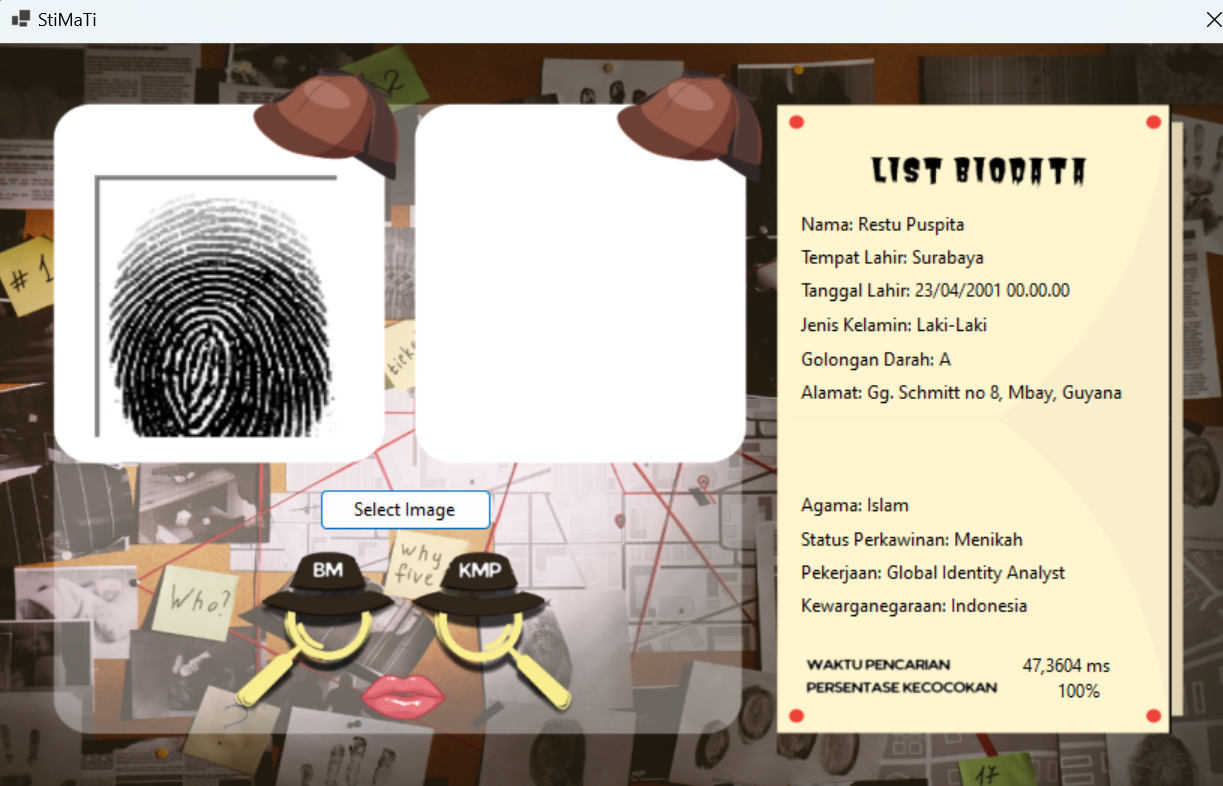 StiMaTi
2
# 1
ticke
LIST BIODATA
Nama: Restu Puspita
Tempat Lahir: Surabaya
Tanggal Lahir: 23/04/2001 00.00.00
Jenis Kelamin: Laki-Laki
Golongan Darah: A
Alamat: Gg. Schmitt no 8, Mbay, Guyana
Agama: Islam
Status Perkawinan: Menikah
Pekerjaan: Global Identity Analyst
Kewarganegaraan: Indonesia
WAKTU PENCARIAN 47,3604 ms
PERSENTASE KECOCOKAN 100%
Select Image
BM
why
five
KMP
Who?
17